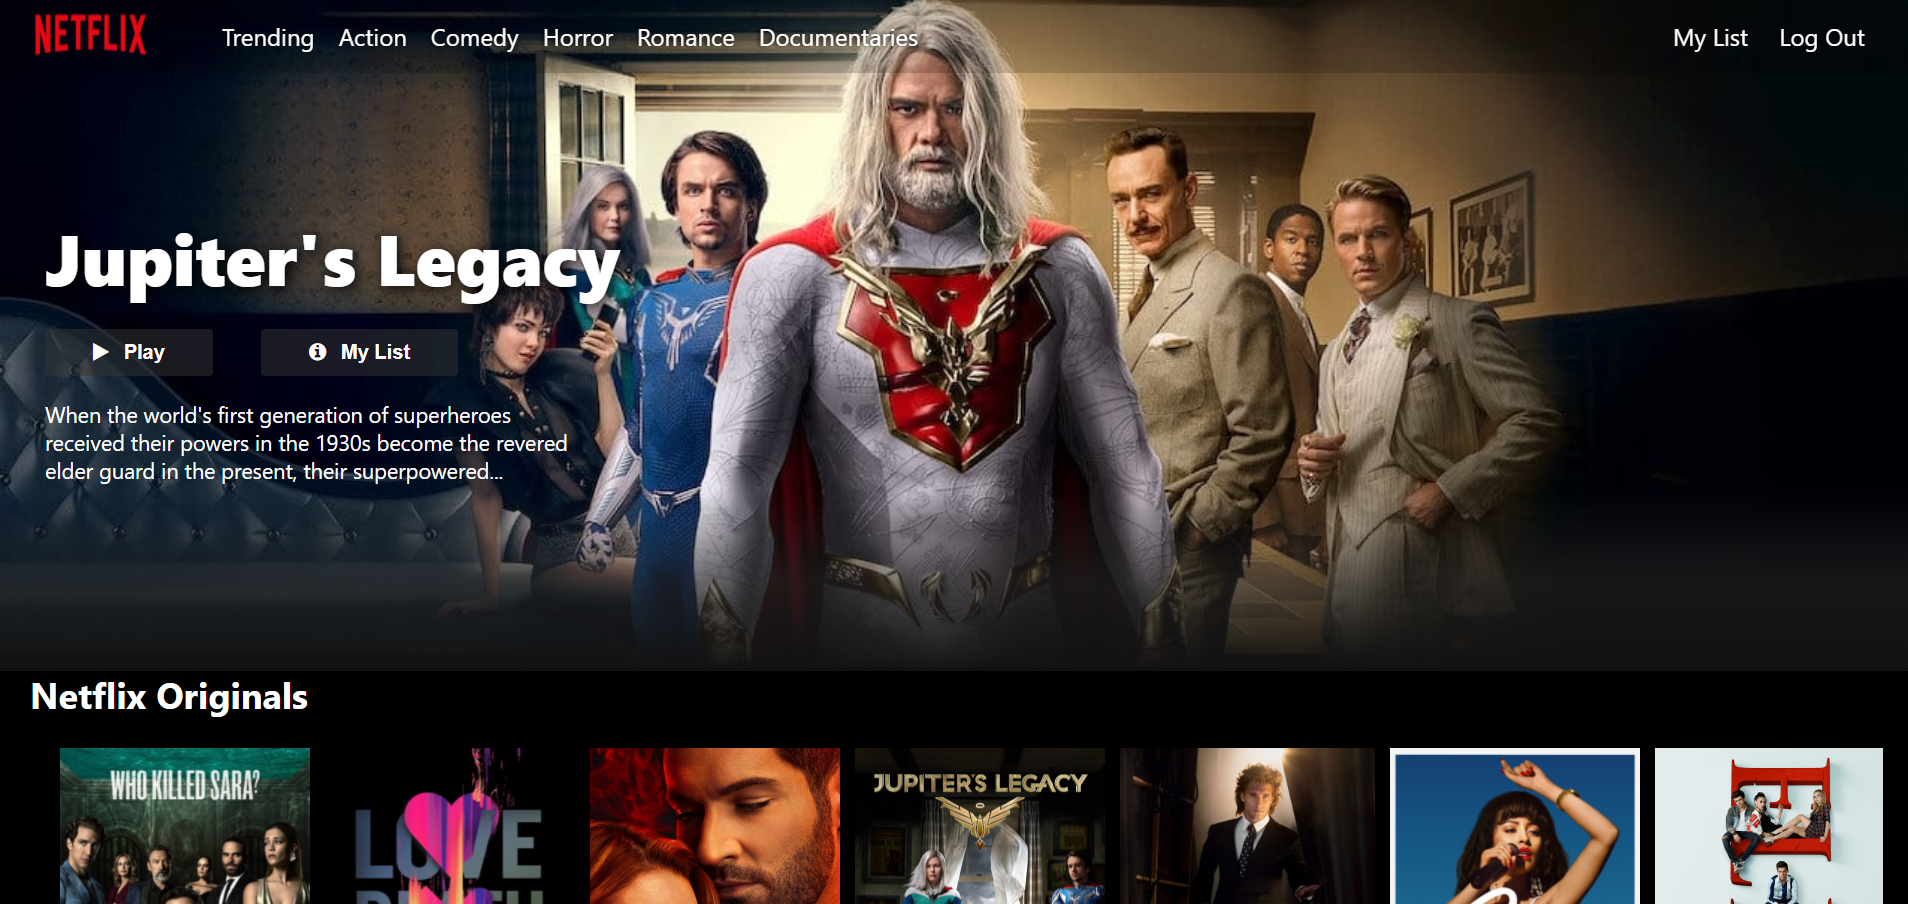 NETFLIX
Trending Action Comedy Horror Romance Documentaries
My List Log Out
Jupiter's Legacy
Play
My List
When the world's first generation of superheroes
received their powers in the 1930s become the revered
elder guard in the present, their superpowered...
Netflix Originals
WHO KILLED SARA?
LOVE
JUPITER'S LEGACY